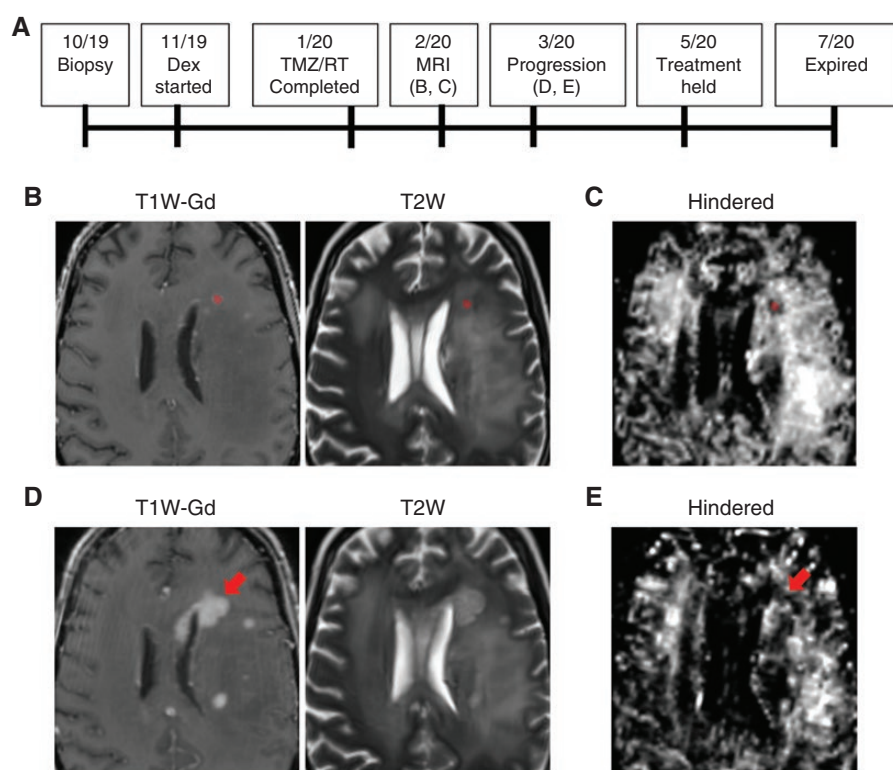 A
10/19
Biopsy
11/19
Dex
started
1/20
TMZ/RT
Completed
2/20
MRI
(B, C)
3/20
Progression
(D, E)
5/20
Treatment
held
7/20
Expired
B
T1W-Gd
T2W
C
Hindered
D
T1W-Gd
T2W
E
Hindered